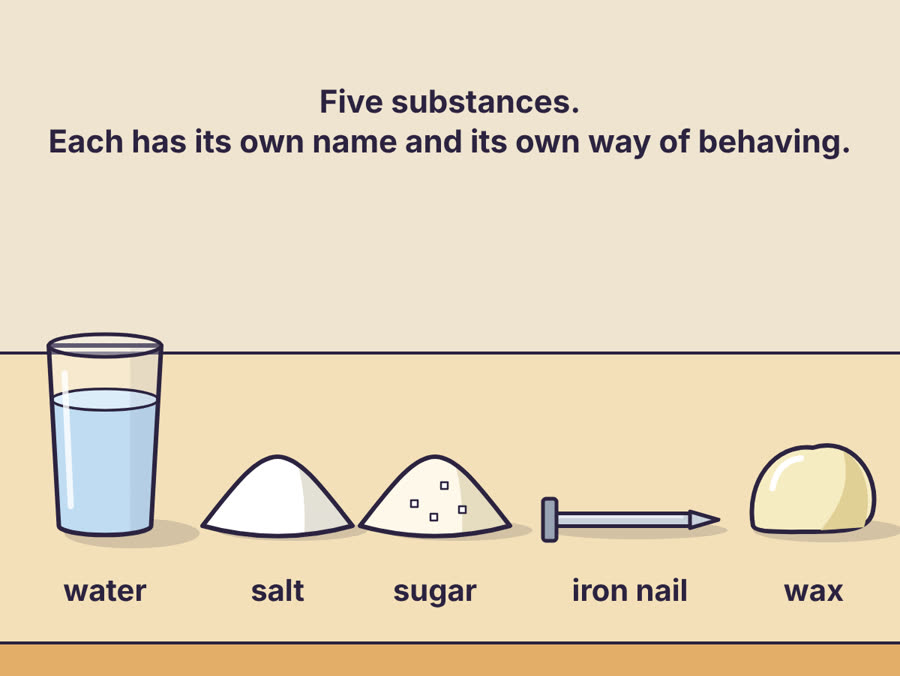 Five substances.
Each has its own name and its own way of behaving.
water
salt
sugar
iron nail
wax